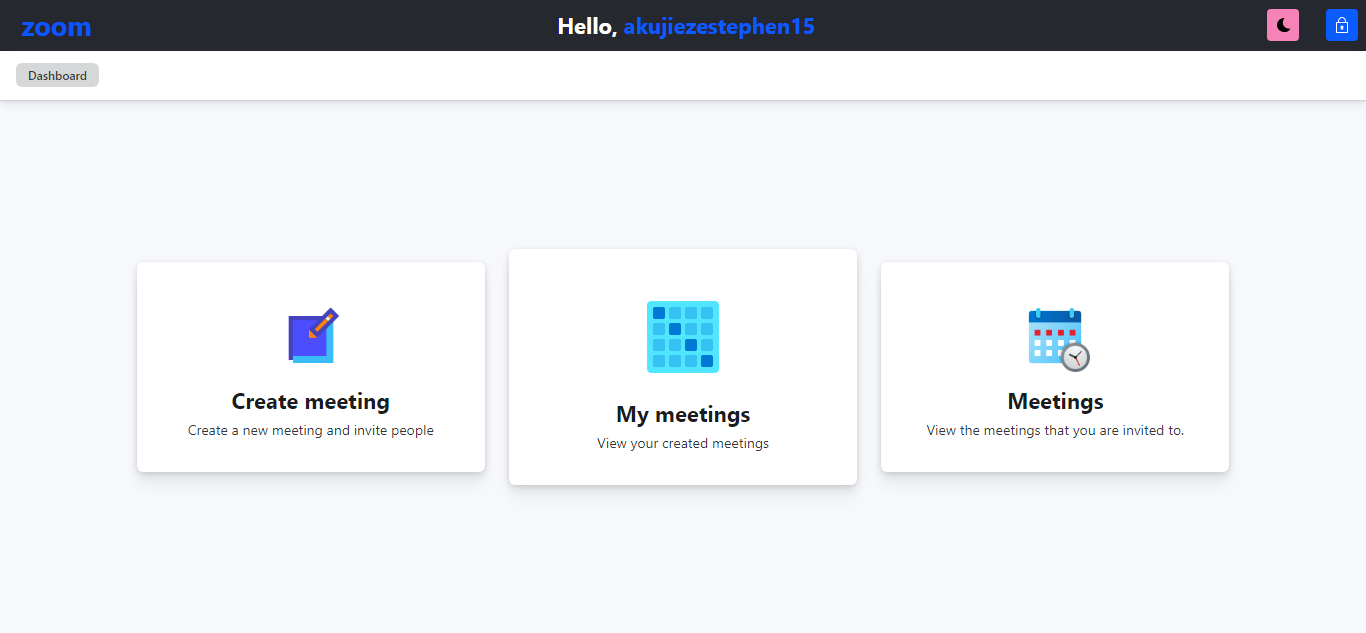 zoom
Hello, akujiezestephen15
Dashboard
Create meeting
Create a new meeting and invite people
My meetings
View your created meetings
Meetings
View the meetings that you are invited to.